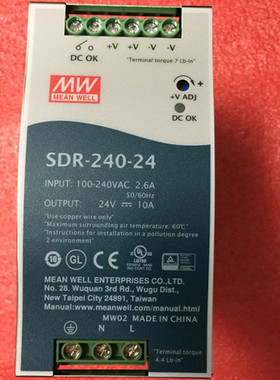 DC OK
+V +V -V -V
"Terminal torque 7 Lb-in"
MW
MEAN WELL
+V ADJ
DC OK
SDR-240-24
INPUT: 100-240VAC 2.6A
50/60Hz
OUTPUT: 24V ⎓ 10A
"Use copper wire only"
"Maximum surrounding air temperature 60℃"
"Instructions for installation in a pollution degree
2 environment"
MEAN WELL ENTERPRISES CO.,LTD.
No. 28, Wuquan 3rd Rd., Wugu Dist.,
New Taipei City 24891, Taiwan
Manual:www.meanwell.com/manual.html
MW02 MADE IN CHINA
N L
"Terminal torque
4.4 Lb-in"